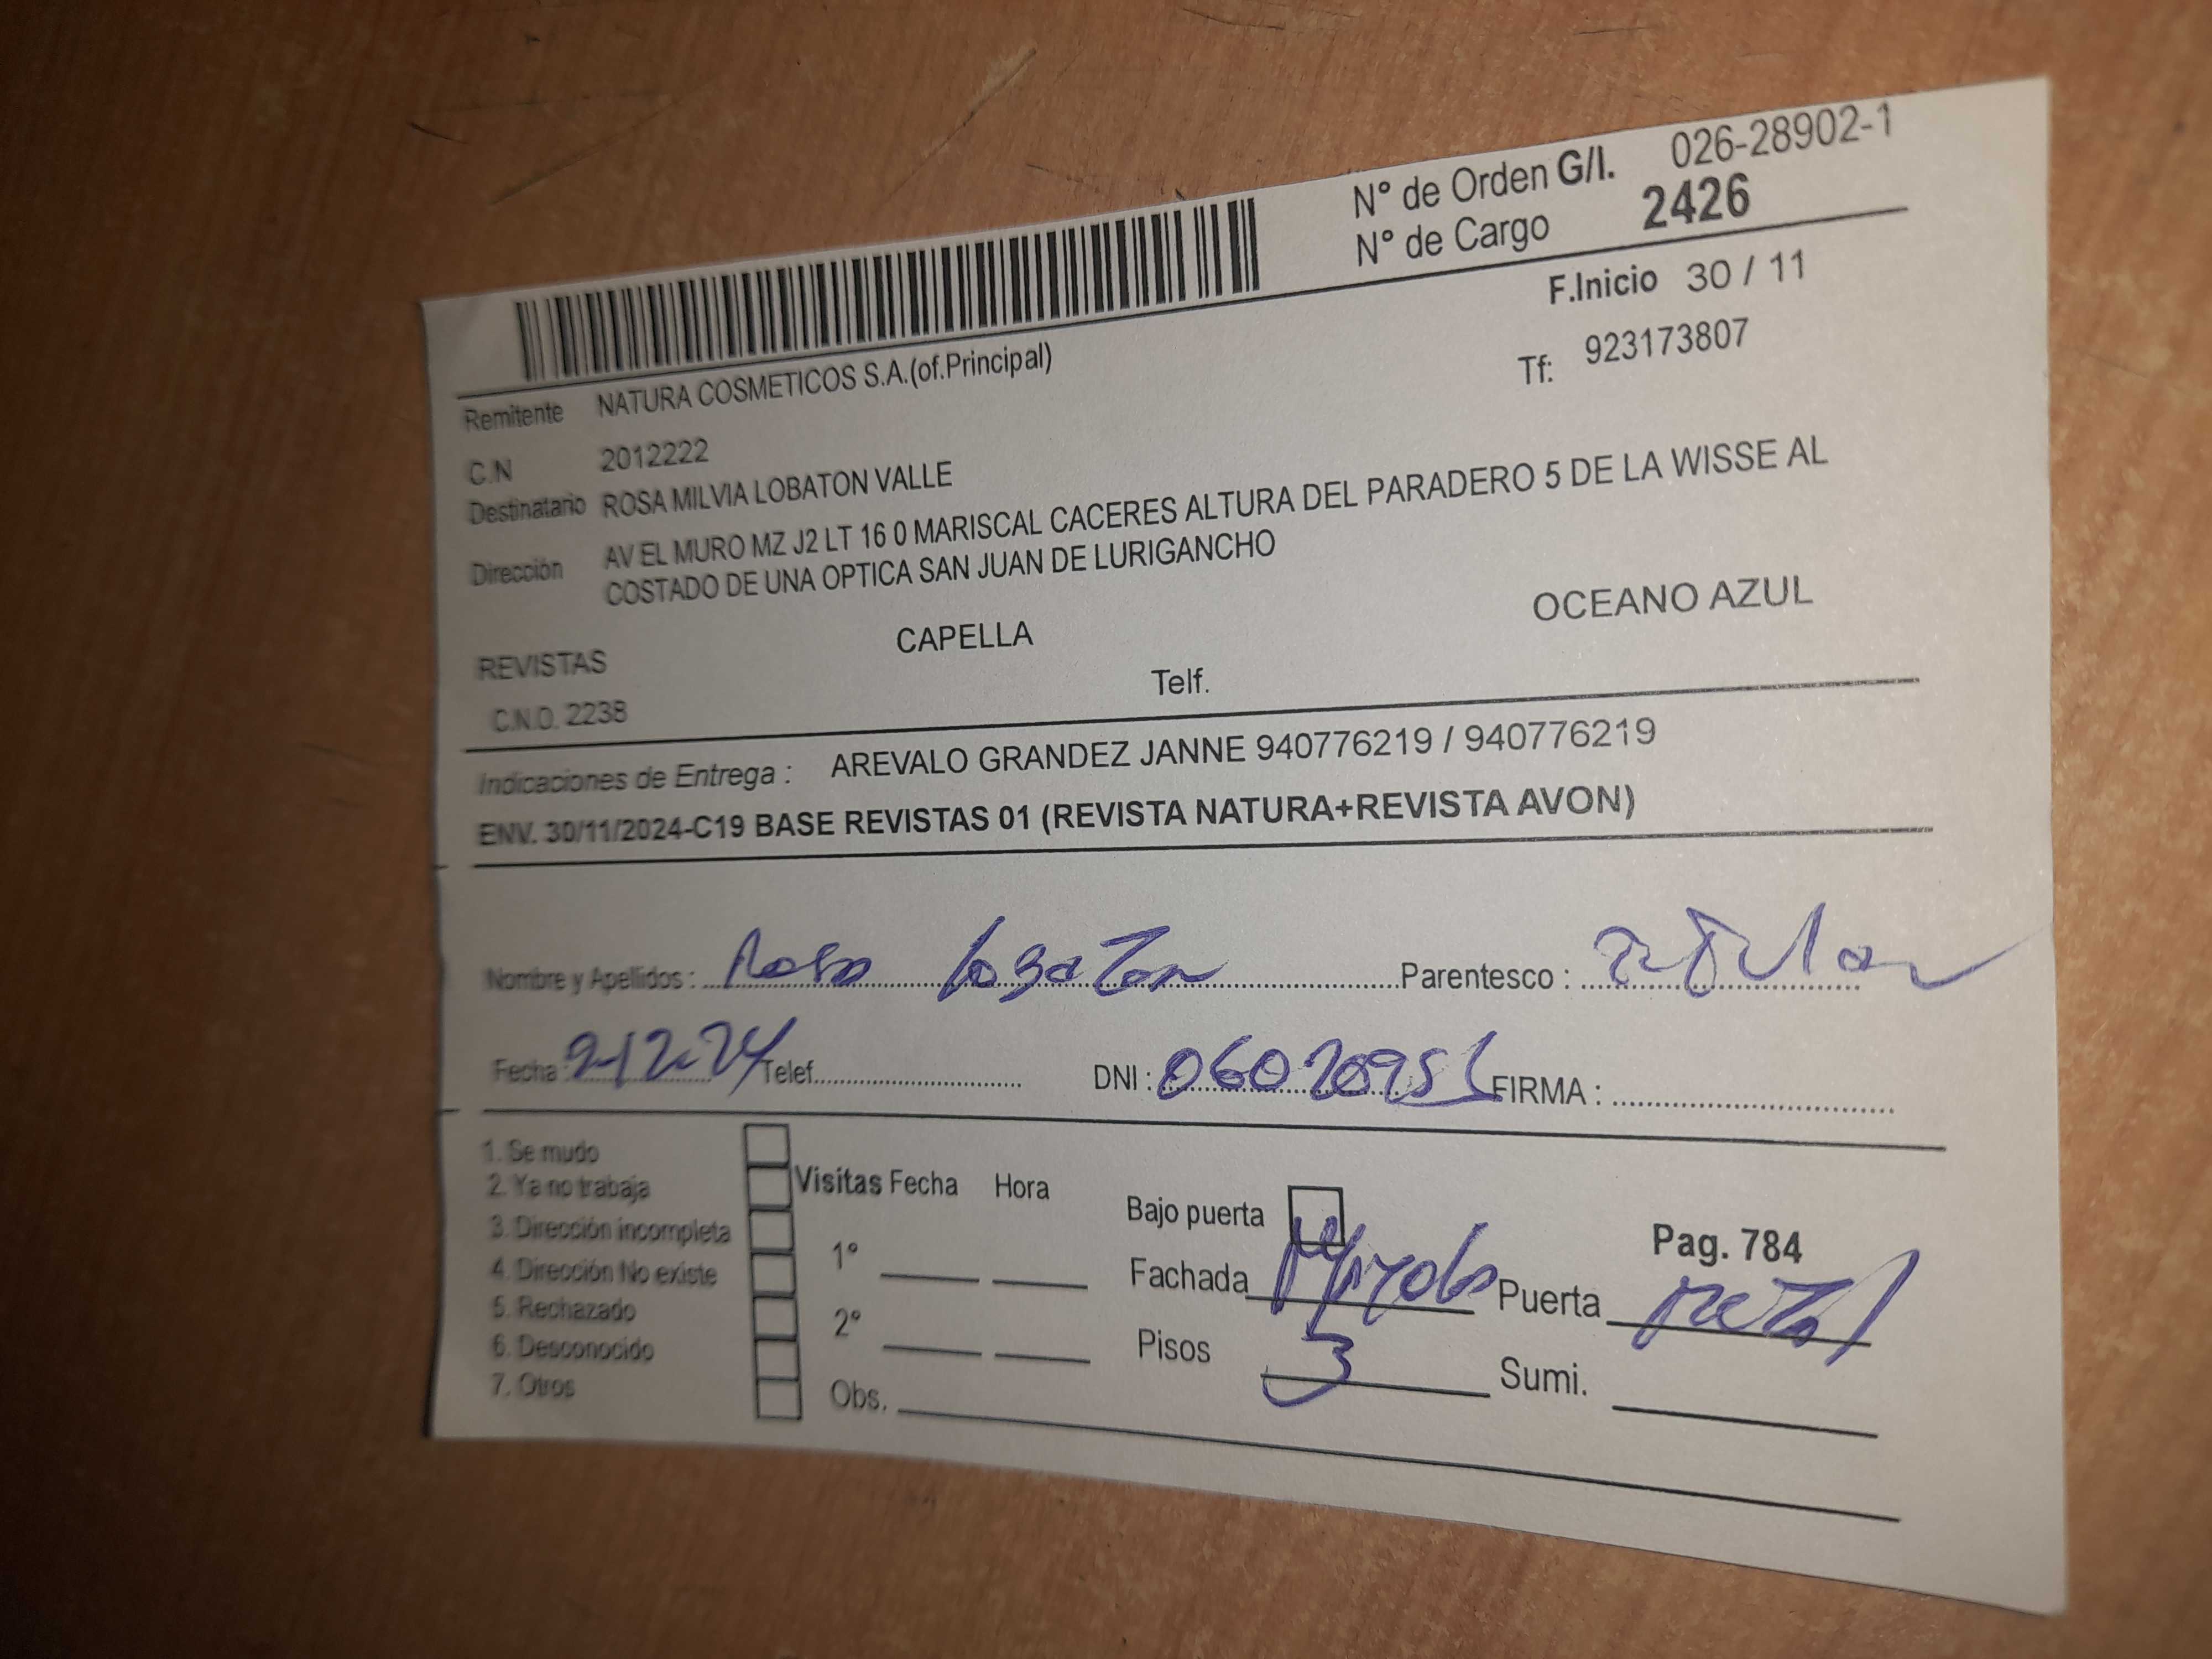 N° de Orden G/I. 026-28902-1
N° de Cargo 2426
F.Inicio 30 / 11
Remitente NATURA COSMETICOS S.A.(of.Principal) Tf: 923173807
C.N 2012222
Destinatario ROSA MILVIA LOBATON VALLE
Dirección AV EL MURO MZ J2 LT 16 0 MARISCAL CACERES ALTURA DEL PARADERO 5 DE LA WISSE AL
COSTADO DE UNA OPTICA SAN JUAN DE LURIGANCHO
REVISTAS CAPELLA OCEANO AZUL
C.N.O. 2238 Telf.
Indicaciones de Entrega : AREVALO GRANDEZ JANNE 940776219 / 940776219
ENV. 30/11/2024-C19 BASE REVISTAS 01 (REVISTA NATURA+REVISTA AVON)
Nombre y Apellidos : Rosa Lobaton Parentesco : titular
Fecha : 2-12-24 Telef. DNI : FIRMA :
1. Se mudo
2. Ya no trabaja Visitas Fecha Hora Bajo puerta Pag. 784
3. Dirección incompleta
4. Dirección No existe 1° Fachada Puerta metal
5. Rechazado
6. Desconocido 2° Pisos 3 Sumi.
7. Otros Obs.